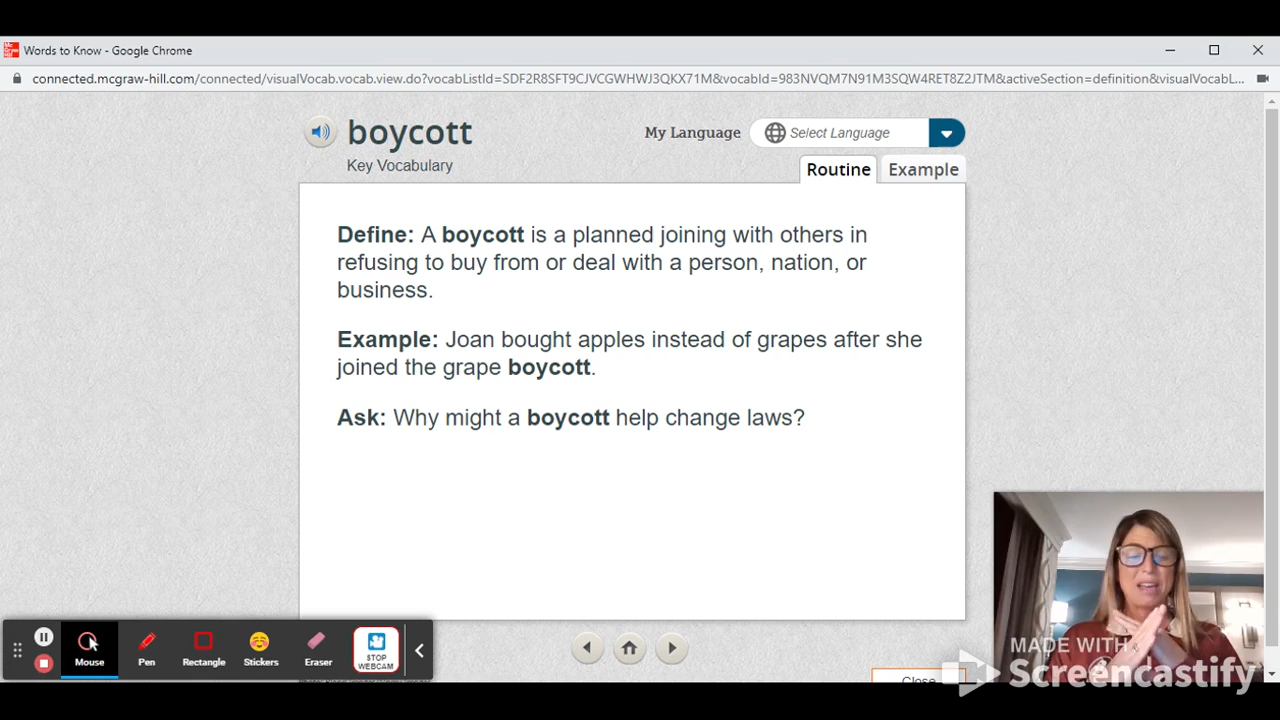 Mc Graw Hill
Words to Know - Google Chrome
connected.mcgraw-hill.com/connected/visualVocab.vocab.view.do?vocabListId=SDF2R8SFT9CJVCGWHWJ3QKX71M&vocabId=983NVQM7N91M3SQW4RET8Z2JTM&activeSection=definition&visualVocabL...
boycott
My Language
Select Language
Key Vocabulary
Routine
Example
Define: A boycott is a planned joining with others in
refusing to buy from or deal with a person, nation, or
business.
Example: Joan bought apples instead of grapes after she
joined the grape boycott.
Ask: Why might a boycott help change laws?
Mouse
Pen
Rectangle
Stickers
Eraser
STOP
WEBCAM
Close
MADE WITH
Screencastify